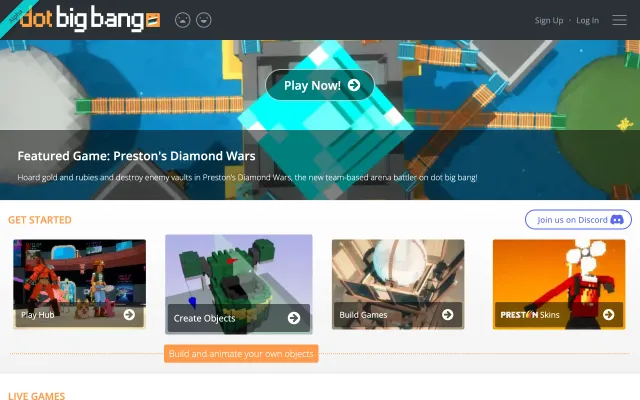 Alpha
dot big bang
Sign Up · Log In
Play Now!
Featured Game: Preston's Diamond Wars
Hoard gold and rubies and destroy enemy vaults in Preston's Diamond Wars, the new team-based arena battler on dot big bang!
GET STARTED
Join us on Discord
Play Hub
Create Objects
Build Games
PRESTON Skins
Build and animate your own objects
LIVE GAMES